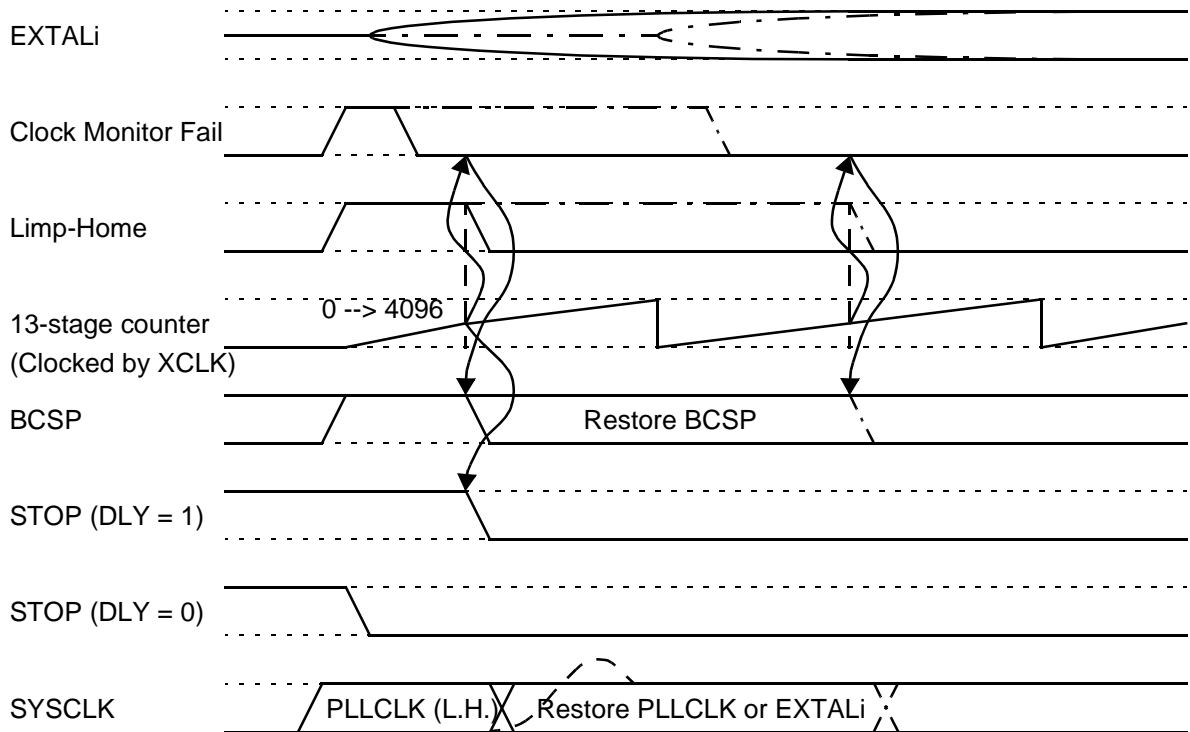 EXTALi
Clock Monitor Fail
Limp-Home
0 --> 4096
13-stage counter
(Clocked by XCLK)
BCSP
Restore BCSP
STOP (DLY = 1)
STOP (DLY = 0)
SYSCLK
PLLCLK (L.H.)
Restore PLLCLK or EXTALi